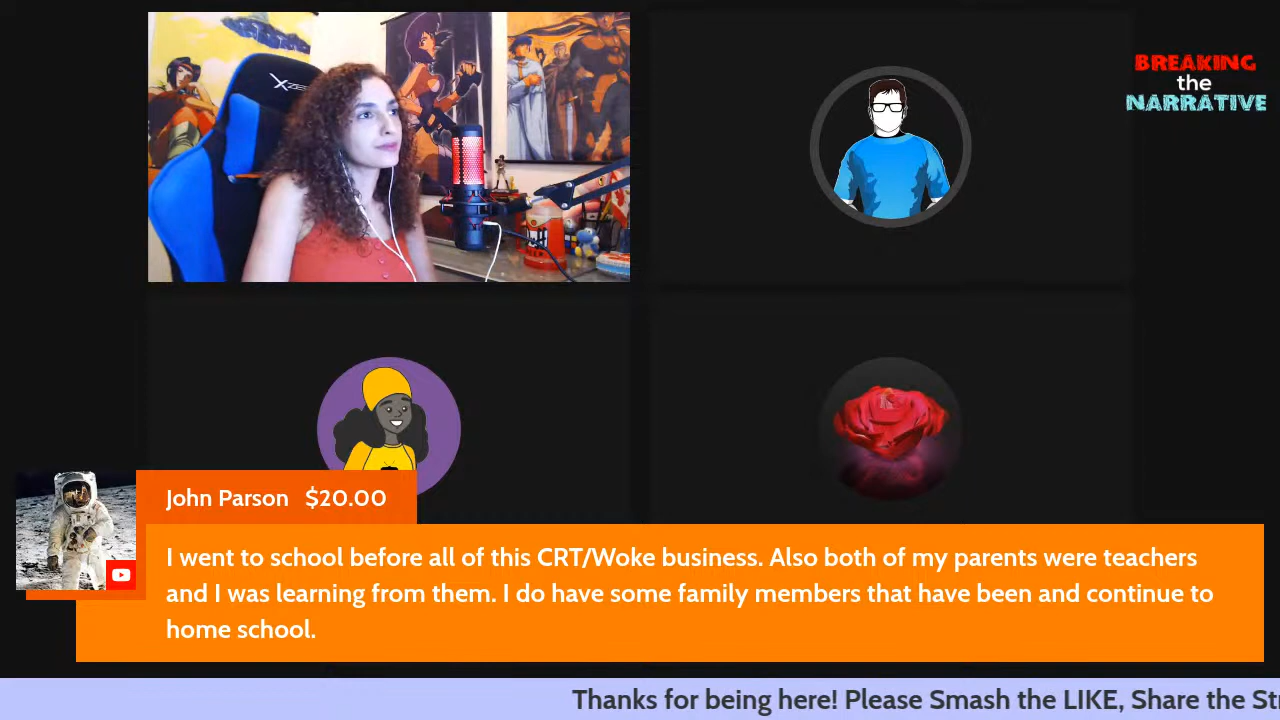 BREAKING
the
NARRATIVE
John Parson $20.00
I went to school before all of this CRT/Woke business. Also both of my parents were teachers
and I was learning from them. I do have some family members that have been and continue to
home school.
Thanks for being here! Please Smash the LIKE, Share the